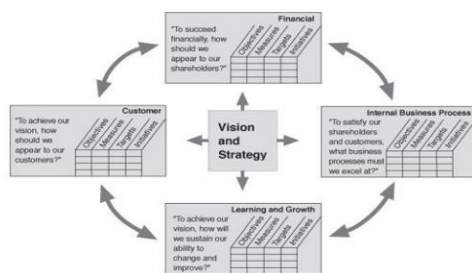 Financial
"To succeed
financially, how
should we
appear to our
shareholders?"
Objectives
Measures
Targets
Initiatives
Customer
"To achieve our
vision, how
should we
appear to our
customers?"
Objectives
Measures
Targets
Initiatives
Vision
and
Strategy
Internal Business Process
"To satisfy our
shareholders
and customers,
what business
processes must
we excel at?"
Objectives
Measures
Targets
Initiatives
Learning and Growth
"To achieve our
vision, how will
we sustain our
ability to
change and
improve?"
Objectives
Measures
Targets
Initiatives